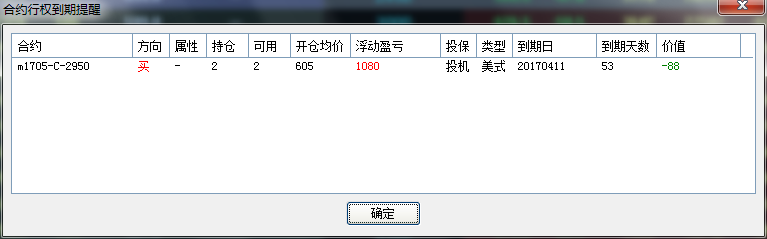 合约行权到期提醒
合约 方向 属性 持仓 可用 开仓均价 浮动盈亏 投保 类型 到期日 到期天数 价值
m1705-C-2950 买 - 2 2 605 1080 投机 美式 20170411 53 -88
确定